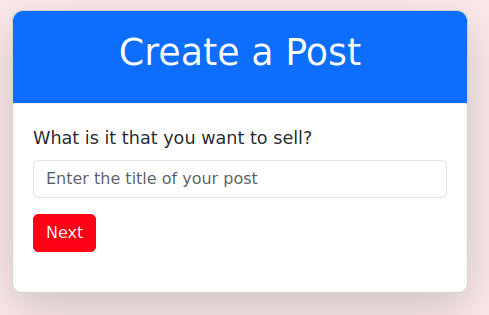 Create a Post
What is it that you want to sell?
Enter the title of your post
Next